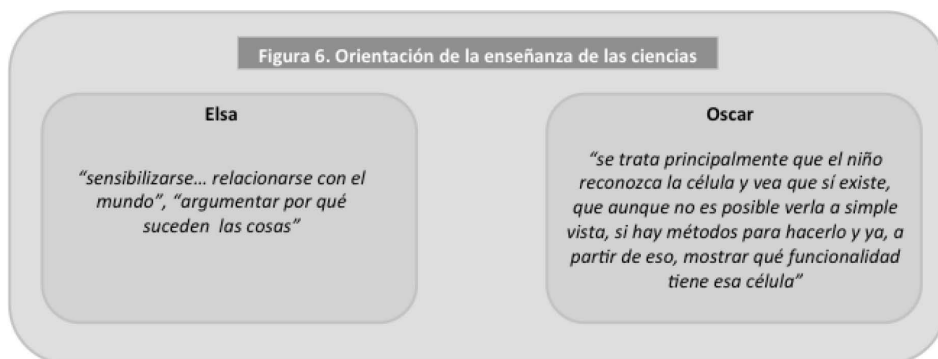 Figura 6. Orientación de la enseñanza de las ciencias
Elsa
“sensibilizarse... relacionarse con el
mundo”, “argumentar por qué
suceden las cosas”
Oscar
“se trata principalmente que el niño
reconozca la célula y vea que sí existe,
que aunque no es posible verla a simple
vista, si hay métodos para hacerlo y ya, a
partir de eso, mostrar qué funcionalidad
tiene esa célula”